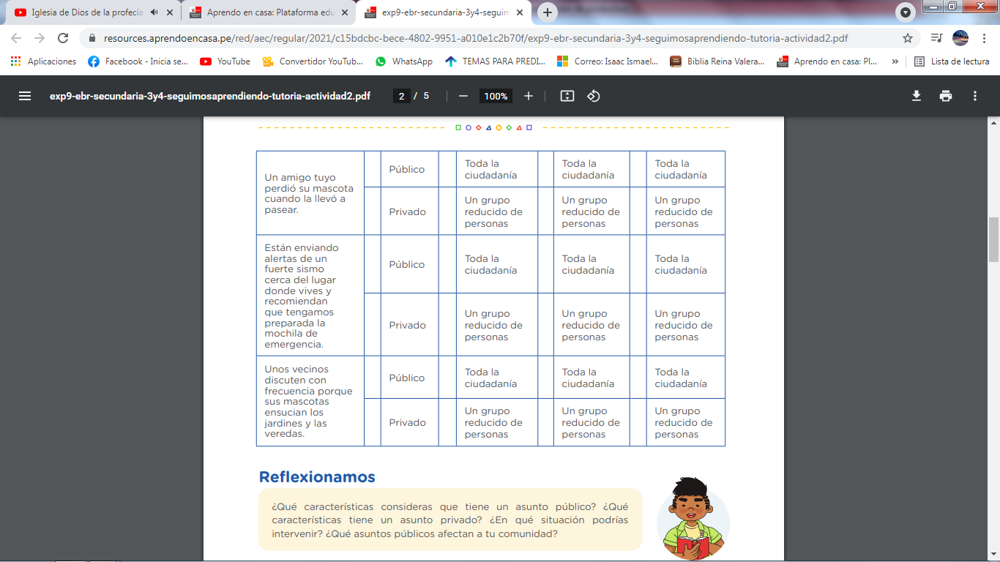 Iglesia de Dios de la profecía
Aprendo en casa: Plataforma edu
exp9-ebr-secundaria-3y4-seguim
resources.aprendoencasa.pe/red/aec/regular/2021/c15bdcbc-bece-4802-9951-a010e1c2b70f/exp9-ebr-secundaria-3y4-seguimosaprendiendo-tutoria-actividad2.pdf
Aplicaciones
Facebook - Inicia se...
YouTube
Convertidor YouTub...
WhatsApp
TEMAS PARA PREDI...
Correo: Isaac Ismael...
Biblia Reina Valera...
Aprendo en casa: Pl...
»
Lista de lectura
exp9-ebr-secundaria-3y4-seguimosaprendiendo-tutoria-actividad2.pdf
2 / 5
100%
Un amigo tuyo
perdió su mascota
cuando la llevó a
pasear.
Público
Toda la
ciudadanía
Toda la
ciudadanía
Toda la
ciudadanía
Privado
Un grupo
reducido de
personas
Un grupo
reducido de
personas
Un grupo
reducido de
personas
Están enviando
alertas de un
fuerte sismo
cerca del lugar
donde vives y
recomiendan
que tengamos
preparada la
mochila de
emergencia.
Público
Toda la
ciudadanía
Toda la
ciudadanía
Toda la
ciudadanía
Privado
Un grupo
reducido de
personas
Un grupo
reducido de
personas
Un grupo
reducido de
personas
Unos vecinos
discuten con
frecuencia porque
sus mascotas
ensucian los
jardines y las
veredas.
Público
Toda la
ciudadanía
Toda la
ciudadanía
Toda la
ciudadanía
Privado
Un grupo
reducido de
personas
Un grupo
reducido de
personas
Un grupo
reducido de
personas
Reflexionamos
¿Qué características consideras que tiene un asunto público? ¿Qué
características tiene un asunto privado? ¿En qué situación podrías
intervenir? ¿Qué asuntos públicos afectan a tu comunidad?